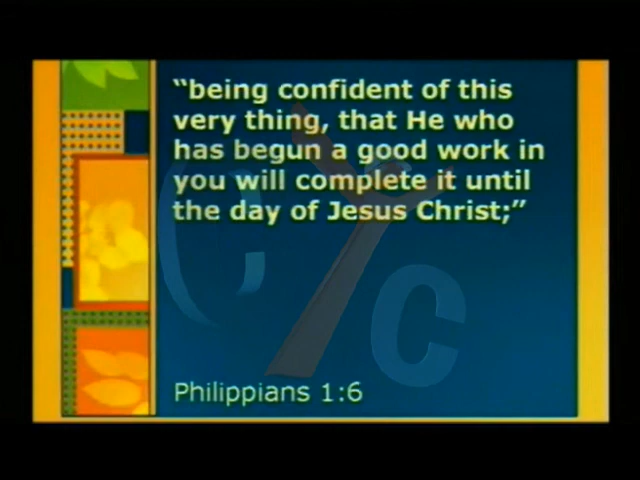 “being confident of this
very thing, that He who
has begun a good work in
you will complete it until
the day of Jesus Christ;”
Philippians 1:6